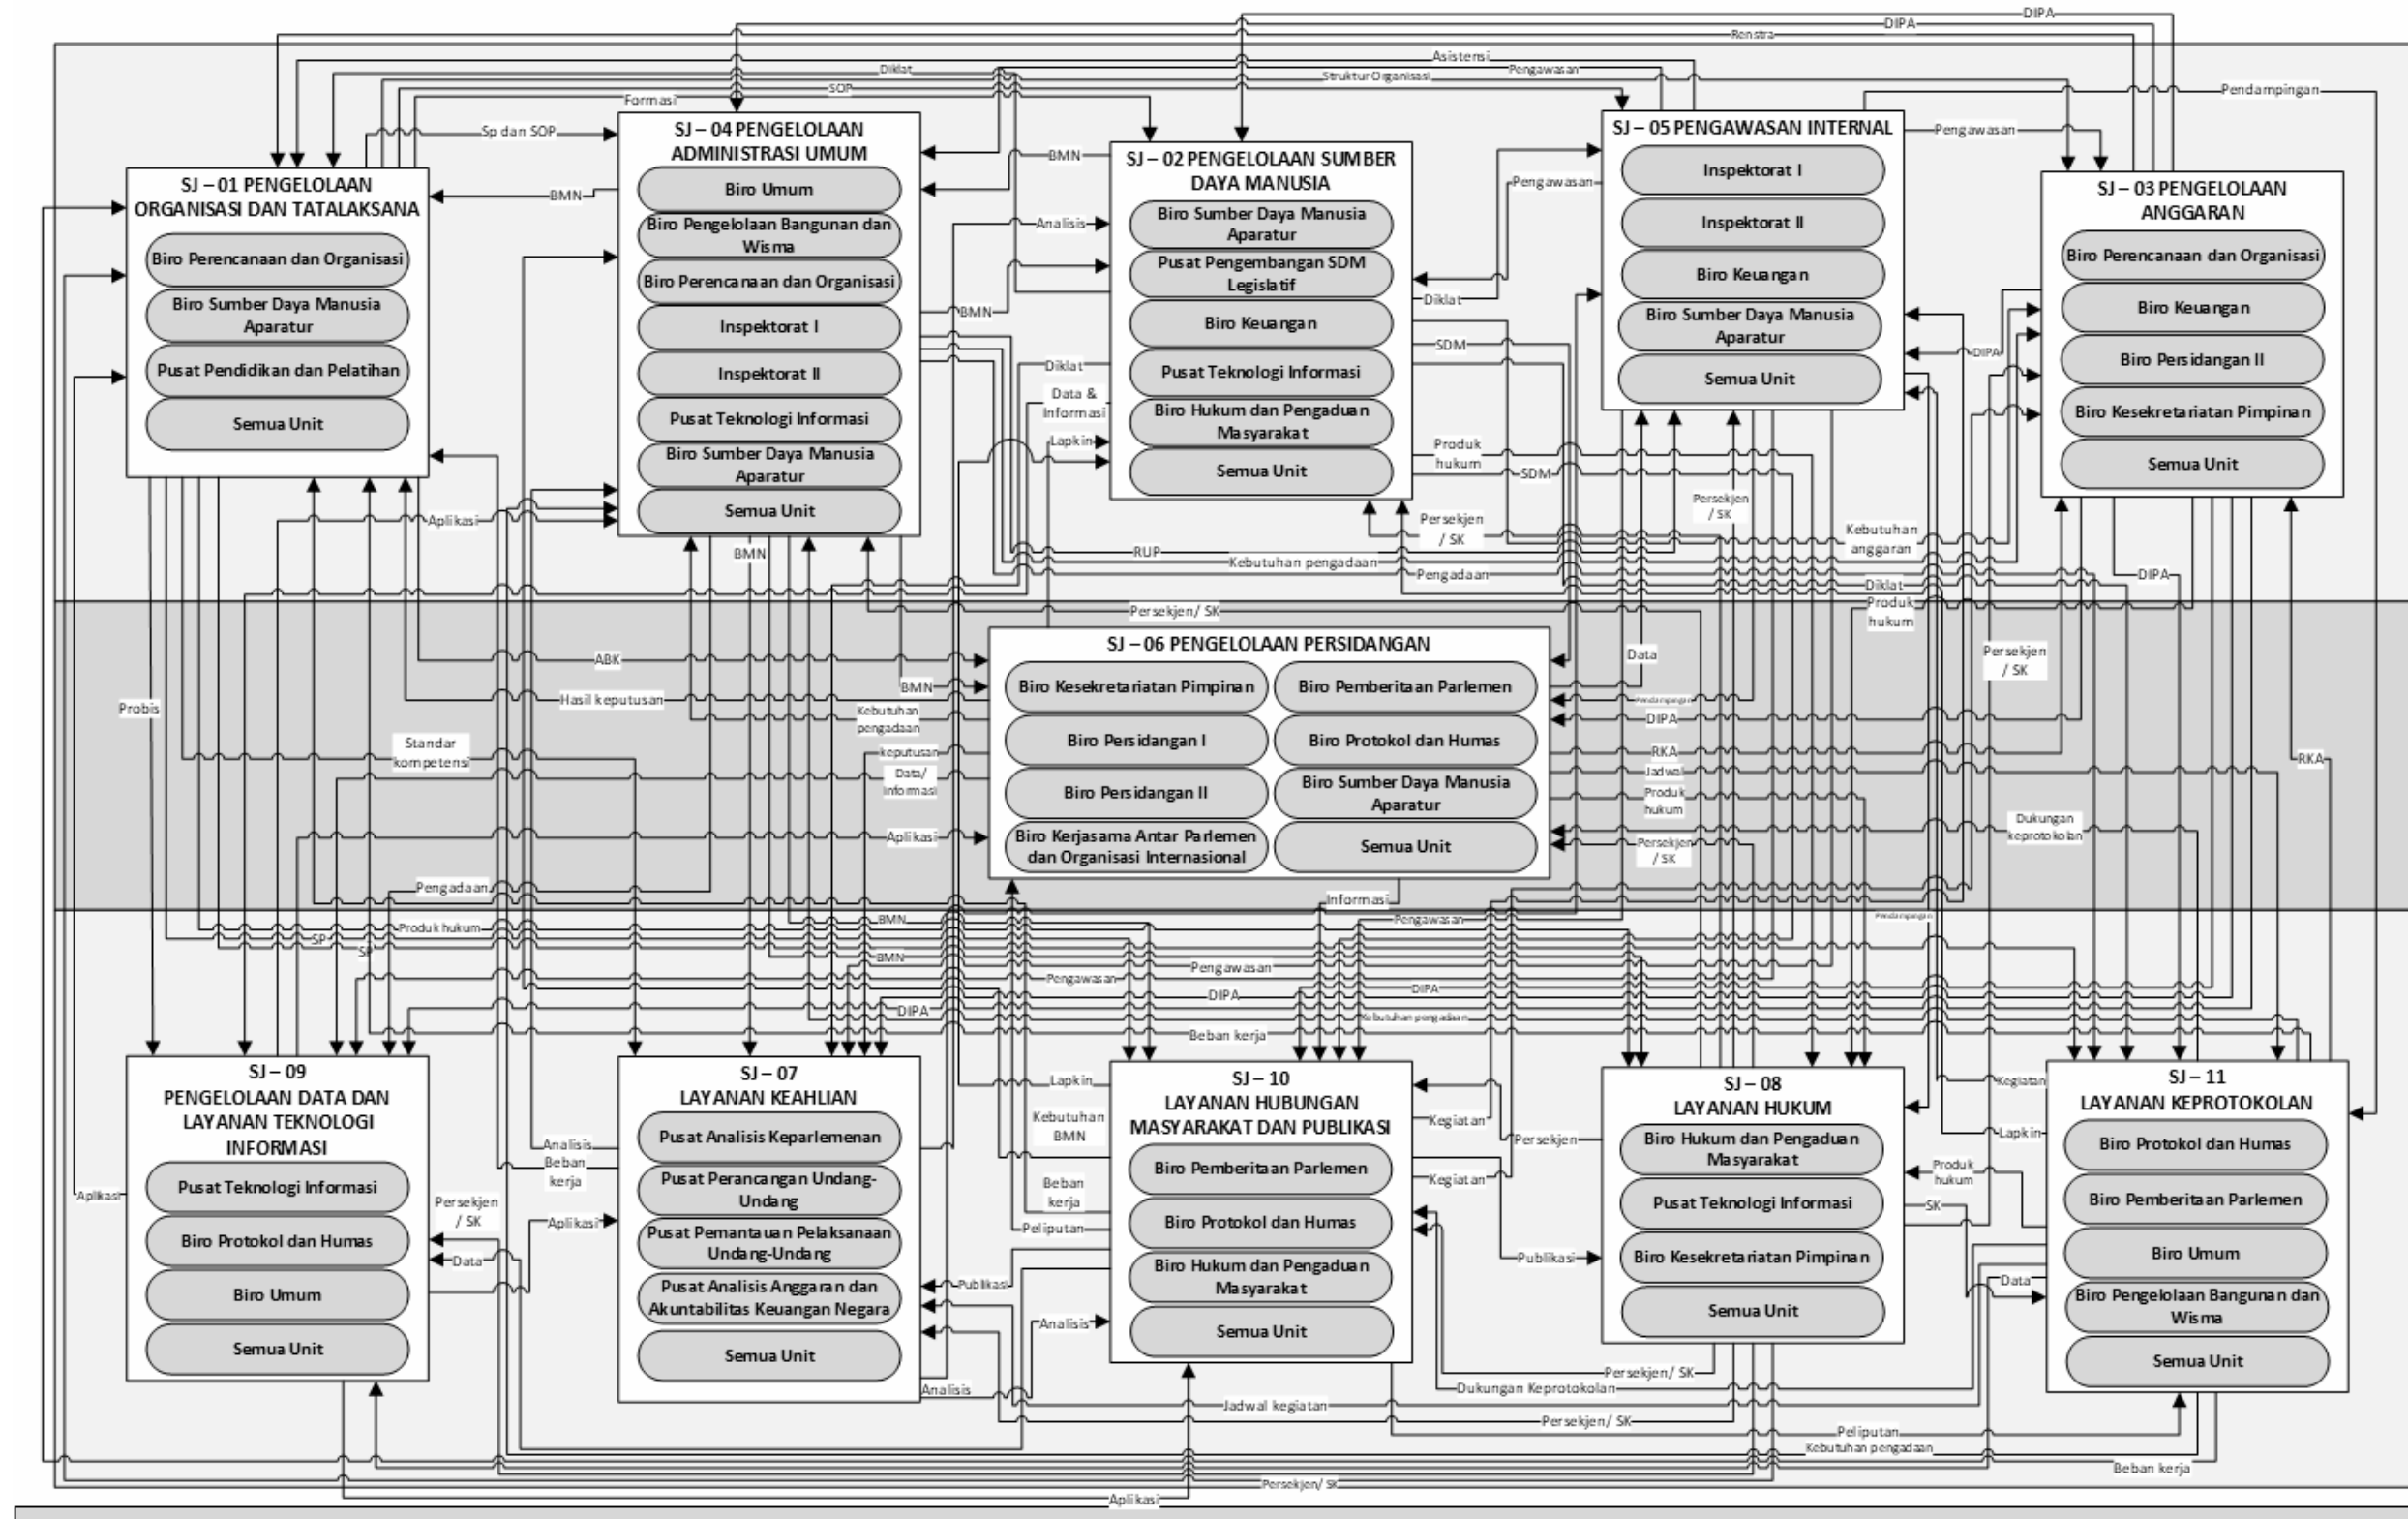 DIPA
DIPA
Renstra
Asistensi
Diklat
Pengawasan
Struktur Organisasi
SOP
Formasi
Pendampingan
Sp dan SOP
BMN
BMN
Pengawasan
SJ – 01 PENGELOLAAN
ORGANISASI DAN TATALAKSANA
Biro Perencanaan dan Organisasi
Biro Sumber Daya Manusia
Aparatur
Pusat Pendidikan dan Pelatihan
Semua Unit
SJ – 04 PENGELOLAAN
ADMINISTRASI UMUM
Biro Umum
Biro Pengelolaan Bangunan dan
Wisma
Biro Perencanaan dan Organisasi
Inspektorat I
Inspektorat II
Pusat Teknologi Informasi
Biro Sumber Daya Manusia
Aparatur
Semua Unit
SJ – 02 PENGELOLAAN SUMBER
DAYA MANUSIA
Biro Sumber Daya Manusia
Aparatur
Pusat Pengembangan SDM
Legislatif
Biro Keuangan
Pusat Teknologi Informasi
Biro Hukum dan Pengaduan
Masyarakat
Semua Unit
SJ – 05 PENGAWASAN INTERNAL
Inspektorat I
Inspektorat II
Biro Keuangan
Biro Sumber Daya Manusia
Aparatur
Semua Unit
SJ – 03 PENGELOLAAN
ANGGARAN
Biro Perencanaan dan Organisasi
Biro Keuangan
Biro Persidangan II
Biro Kesekretariatan Pimpinan
Semua Unit
Pengawasan
Analisis
Diklat
BMN
SDM
DIPA
Diklat
Data &
Informasi
Lapkin
Produk
hukum
SDM
Persekjen
/ SK
Aplikasi
BMN
Persekjen
/ SK
RUP
Kebutuhan
anggaran
Kebutuhan pengadaan
Pengadaan
DIPA
Diklat
Persekjen/ SK
Produk
hukum
SJ – 06 PENGELOLAAN PERSIDANGAN
Biro Kesekretariatan Pimpinan
Biro Pemberitaan Parlemen
Biro Persidangan I
Biro Protokol dan Humas
Biro Persidangan II
Biro Sumber Daya Manusia
Aparatur
Biro Kerjasama Antar Parlemen
dan Organisasi Internasional
Semua Unit
ABK
BMN
Hasil keputusan
Data
Persekjen
/ SK
Probis
Kebutuhan
pengadaan
Pendampingan
DIPA
Standar
kompetensi
keputusan
RKA
RKA
Data/
informasi
Jadwal
Produk
hukum
Aplikasi
Dukungan
keprotokolan
Persekjen
/ SK
Pengadaan
Informasi
BMN
Pengawasan
Pendampingan
Produk hukum
SP
SP
BMN
Pengawasan
Pengawasan
DIPA
DIPA
DIPA
Kebutuhan pengadaan
Beban kerja
SJ – 09
PENGELOLAAN DATA DAN
LAYANAN TEKNOLOGI
INFORMASI
Pusat Teknologi Informasi
Biro Protokol dan Humas
Biro Umum
Semua Unit
SJ – 07
LAYANAN KEAHLIAN
Pusat Analisis Keparlemenan
Pusat Perancangan Undang-
Undang
Pusat Pemantauan Pelaksanaan
Undang-Undang
Pusat Analisis Anggaran dan
Akuntabilitas Keuangan Negara
Semua Unit
SJ – 10
LAYANAN HUBUNGAN
MASYARAKAT DAN PUBLIKASI
Biro Pemberitaan Parlemen
Biro Protokol dan Humas
Biro Hukum dan Pengaduan
Masyarakat
Semua Unit
SJ – 08
LAYANAN HUKUM
Biro Hukum dan Pengaduan
Masyarakat
Pusat Teknologi Informasi
Biro Kesekretariatan Pimpinan
Semua Unit
SJ – 11
LAYANAN KEPROTOKOLAN
Biro Protokol dan Humas
Biro Pemberitaan Parlemen
Biro Umum
Biro Pengelolaan Bangunan dan
Wisma
Semua Unit
Lapkin
Kegiatan
Kebutuhan
BMN
Kegiatan
Persekjen
Lapkin
Analisis
Beban
kerja
Produk
hukum
Kegiatan
Aplikasi
Beban
kerja
Persekjen
/ SK
SK
Aplikasi
Peliputan
Data
Publikasi
Data
Publikasi
Analisis
Persekjen/ SK
Analisis
Dukungan Keprotokolan
Jadwal kegiatan
Persekjen/ SK
Peliputan
Kebutuhan pengadaan
Beban kerja
Persekjen/ SK
Aplikasi